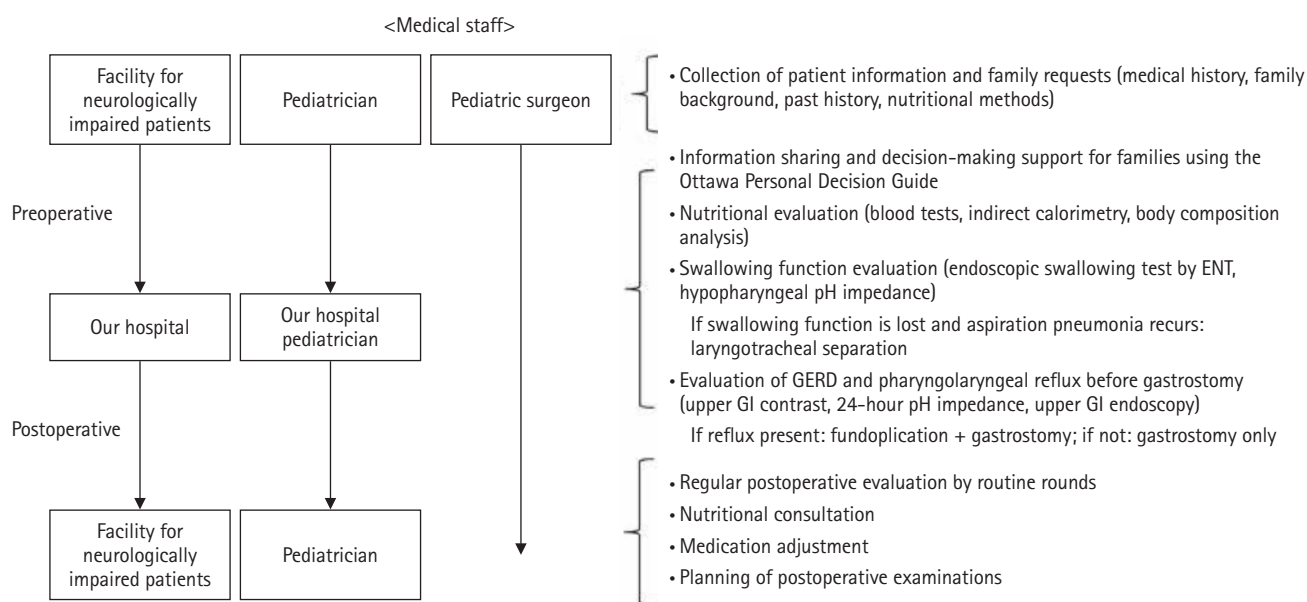 <Medical staff>
Facility for
neurologically
impaired patients
Pediatrician
Pediatric surgeon
• Collection of patient information and family requests (medical history, family
background, past history, nutritional methods)
Preoperative
• Information sharing and decision-making support for families using the
Ottawa Personal Decision Guide
• Nutritional evaluation (blood tests, indirect calorimetry, body composition
analysis)
• Swallowing function evaluation (endoscopic swallowing test by ENT,
hypopharyngeal pH impedance)
If swallowing function is lost and aspiration pneumonia recurs:
laryngotracheal separation
• Evaluation of GERD and pharyngolaryngeal reflux before gastrostomy
(upper GI contrast, 24-hour pH impedance, upper GI endoscopy)
If reflux present: fundoplication + gastrostomy; if not: gastrostomy only
Our hospital
Our hospital
pediatrician
Postoperative
Facility for
neurologically
impaired patients
Pediatrician
• Regular postoperative evaluation by routine rounds
• Nutritional consultation
• Medication adjustment
• Planning of postoperative examinations